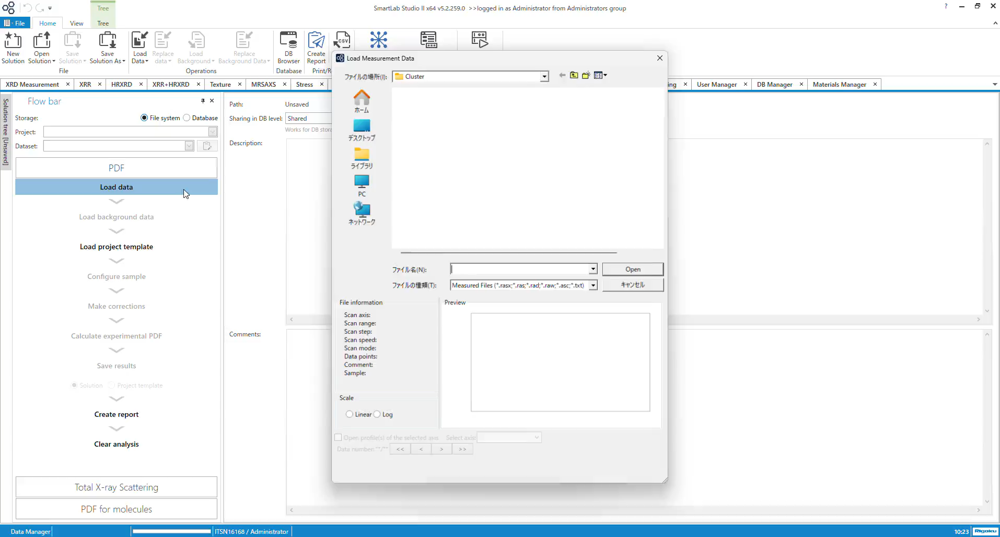 Tree
SmartLab Studio II x64 v5.2.259.0 >>logged in as Administrator from Administrators group
?
File
Home
View
Tree
New Solution
Open Solution
Save Solution
Save Solution As
Load Data
Replace data
Load Background
Replace Background Data
DB Browser
Create Report
CSV
File
Operations
Database
Print/R
XRD Measurement
XRR
HRXRD
XRR+HRXRD
Texture
MRSAXS
Stress
ing
User Manager
DB Manager
Materials Manager
Solution tree [Unsaved]
Flow bar
Storage:
File system
Database
Project:
Dataset:
PDF
Load data
Load background data
Load project template
Configure sample
Make corrections
Calculate experimental PDF
Save results
Solution
Project template
Create report
Clear analysis
Total X-ray Scattering
PDF for molecules
Path:
Unsaved
Sharing in DB level:
Shared
Works for DB stora
Description:
Comments:
Load Measurement Data
ファイルの場所(I):
Cluster
ホーム
デスクトップ
ライブラリ
PC
ネットワーク
ファイル名(N):
Open
ファイルの種類(T):
Measured Files (*.rasx;*.ras;*.rad;*.raw;*.asc;*.txt)
キャンセル
File information
Scan axis:
Scan range:
Scan step:
Scan speed:
Scan mode:
Data points:
Comment:
Sample:
Preview
Scale
Linear
Log
Open profile(s) of the selected axis
Select axis:
Data number:**/**
<<
<
>
>>
Data Manager
ITSN16168 / Administrator
10:23
Rigaku